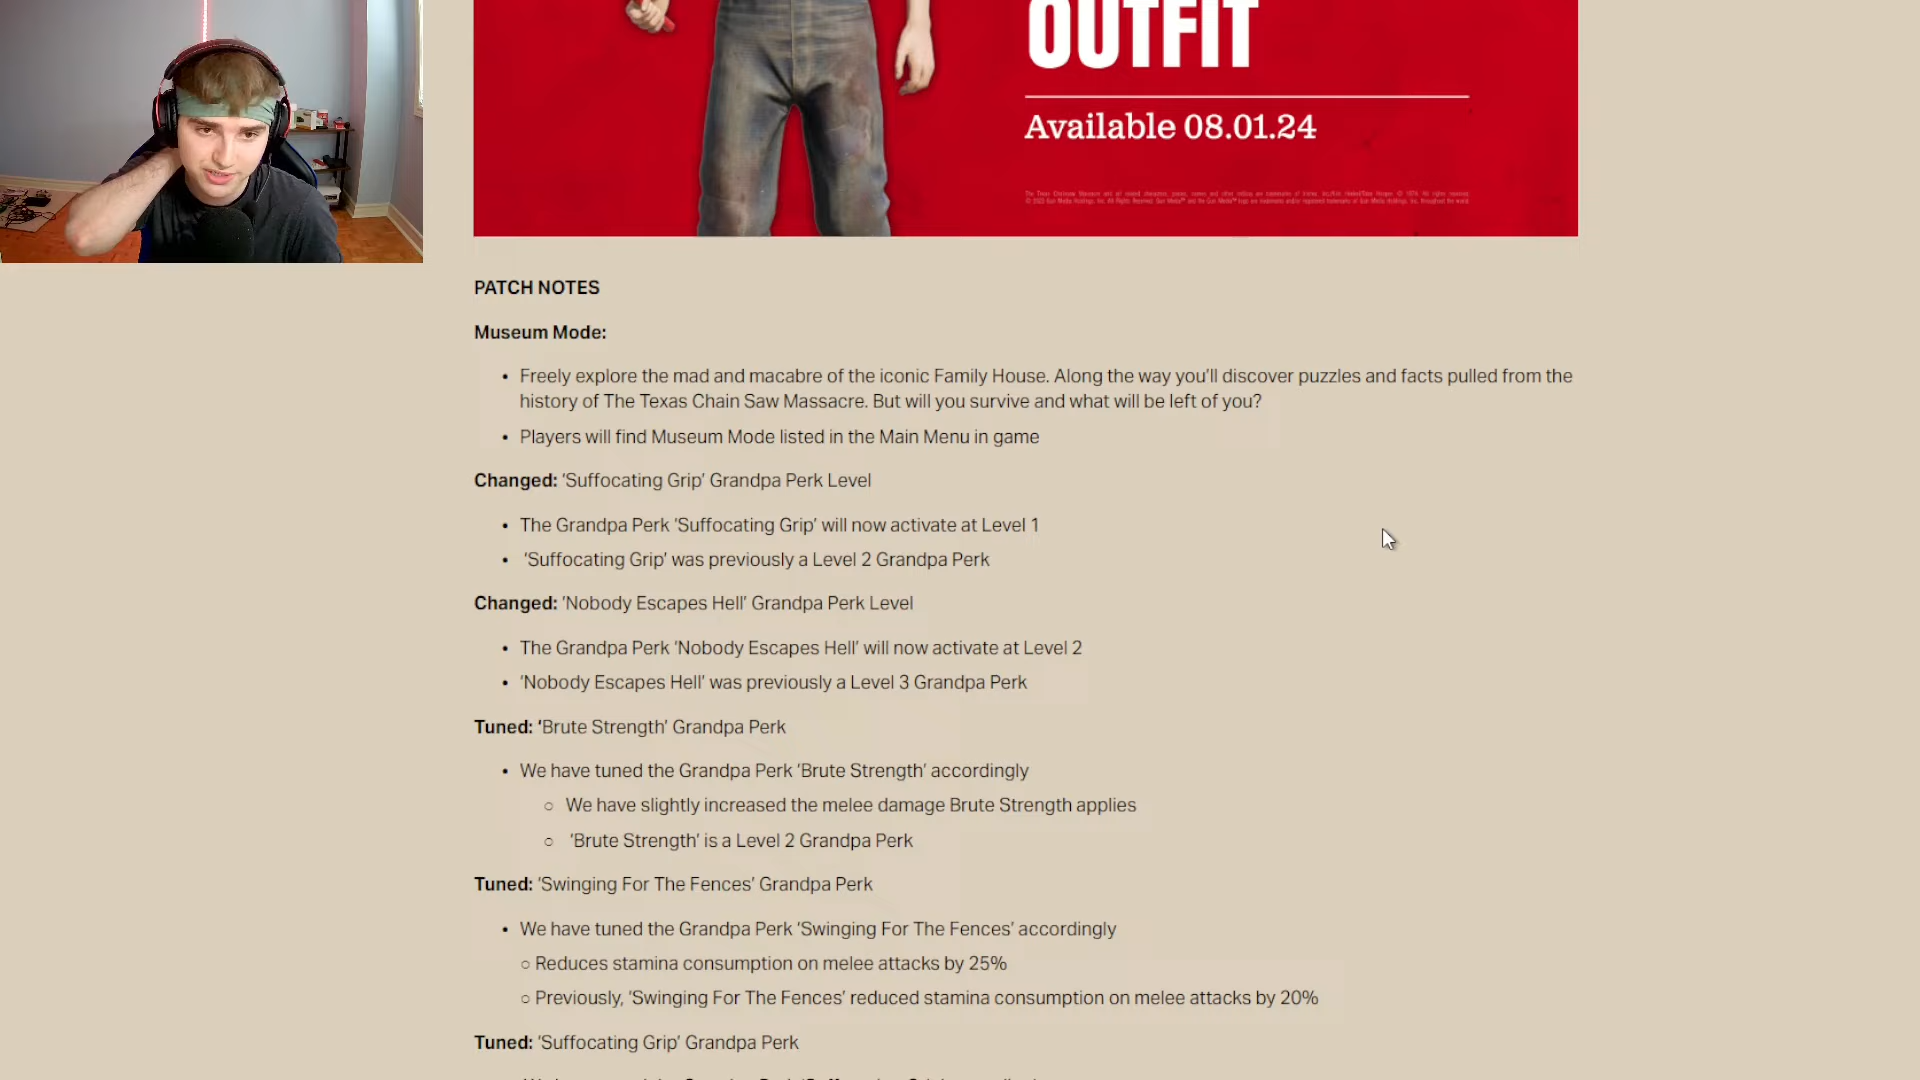 OUTFIT
Available 08.01.24
PATCH NOTES
Museum Mode:
• Freely explore the mad and macabre of the iconic Family House. Along the way you’ll discover puzzles and facts pulled from the
history of The Texas Chain Saw Massacre. But will you survive and what will be left of you?
• Players will find Museum Mode listed in the Main Menu in game
Changed: ‘Suffocating Grip’ Grandpa Perk Level
• The Grandpa Perk ‘Suffocating Grip’ will now activate at Level 1
• ‘Suffocating Grip’ was previously a Level 2 Grandpa Perk
Changed: ‘Nobody Escapes Hell’ Grandpa Perk Level
• The Grandpa Perk ‘Nobody Escapes Hell’ will now activate at Level 2
• ‘Nobody Escapes Hell’ was previously a Level 3 Grandpa Perk
Tuned: ‘Brute Strength’ Grandpa Perk
• We have tuned the Grandpa Perk ‘Brute Strength’ accordingly
○ We have slightly increased the melee damage Brute Strength applies
○ ‘Brute Strength’ is a Level 2 Grandpa Perk
Tuned: ‘Swinging For The Fences’ Grandpa Perk
• We have tuned the Grandpa Perk ‘Swinging For The Fences’ accordingly
○ Reduces stamina consumption on melee attacks by 25%
○ Previously, ‘Swinging For The Fences’ reduced stamina consumption on melee attacks by 20%
Tuned: ‘Suffocating Grip’ Grandpa Perk